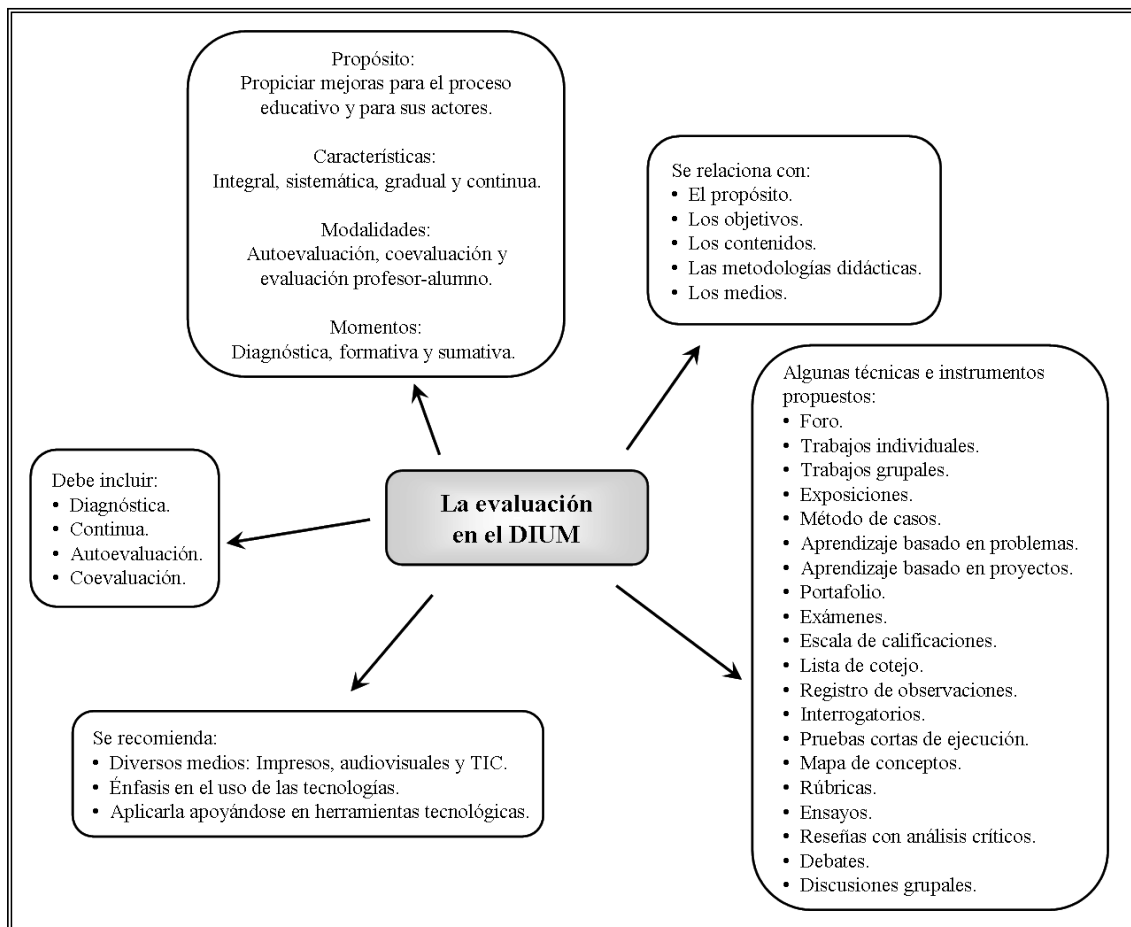 Propósito:
Propiciar mejoras para el proceso
educativo y para sus actores.
Características:
Integral, sistemática, gradual y continua.
Modalidades:
Autoevaluación, coevaluación y
evaluación profesor-alumno.
Momentos:
Diagnóstica, formativa y sumativa.
Se relaciona con:
• El propósito.
• Los objetivos.
• Los contenidos.
• Las metodologías didácticas.
• Los medios.
Algunas técnicas e instrumentos
propuestos:
• Foro.
• Trabajos individuales.
• Trabajos grupales.
• Exposiciones.
• Método de casos.
• Aprendizaje basado en problemas.
• Aprendizaje basado en proyectos.
• Portafolio.
• Exámenes.
• Escala de calificaciones.
• Lista de cotejo.
• Registro de observaciones.
• Interrogatorios.
• Pruebas cortas de ejecución.
• Mapa de conceptos.
• Rúbricas.
• Ensayos.
• Reseñas con análisis críticos.
• Debates.
• Discusiones grupales.
La evaluación
en el DIUM
Debe incluir:
• Diagnóstica.
• Continua.
• Autoevaluación.
• Coevaluación.
Se recomienda:
• Diversos medios: Impresos, audiovisuales y TIC.
• Énfasis en el uso de las tecnologías.
• Aplicarla apoyándose en herramientas tecnológicas.